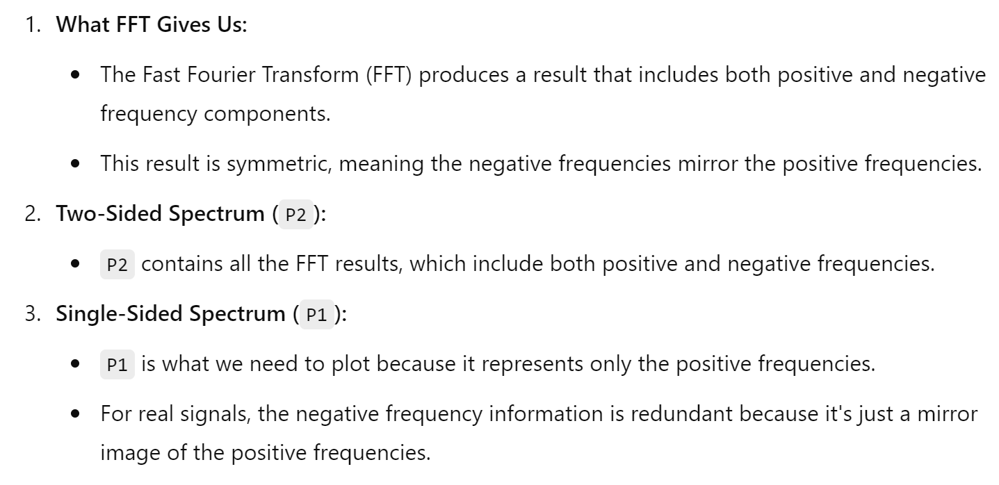 1. What FFT Gives Us:
• The Fast Fourier Transform (FFT) produces a result that includes both positive and negative
frequency components.
• This result is symmetric, meaning the negative frequencies mirror the positive frequencies.
2. Two-Sided Spectrum (P2):
• P2 contains all the FFT results, which include both positive and negative frequencies.
3. Single-Sided Spectrum (P1):
• P1 is what we need to plot because it represents only the positive frequencies.
• For real signals, the negative frequency information is redundant because it's just a mirror
image of the positive frequencies.